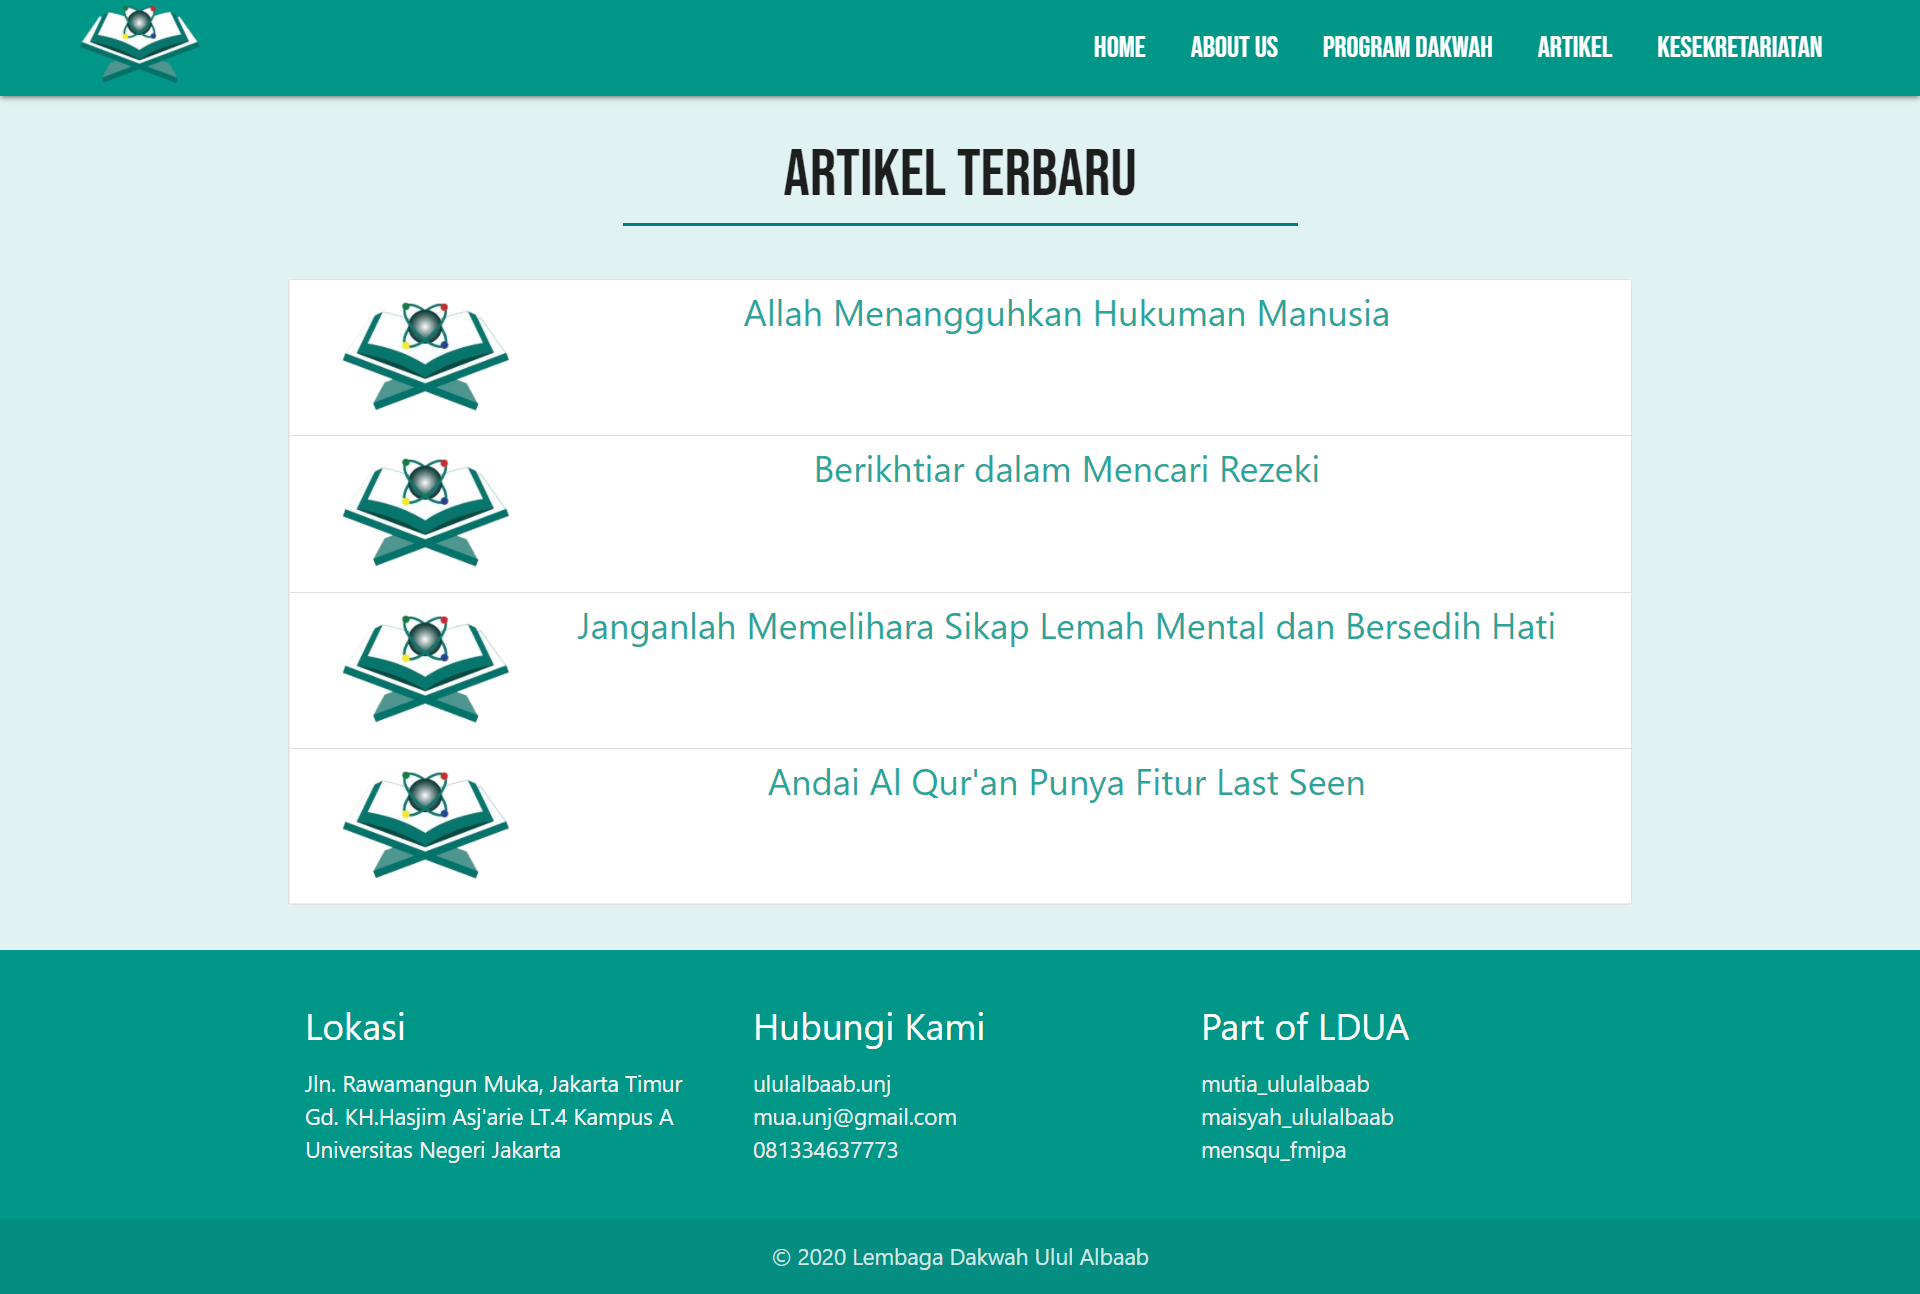 HOME
ABOUT US
PROGRAM DAKWAH
ARTIKEL
KESEKRETARIATAN
ARTIKEL TERBARU
Allah Menangguhkan Hukuman Manusia
Berikhtiar dalam Mencari Rezeki
Janganlah Memelihara Sikap Lemah Mental dan Bersedih Hati
Andai Al Qur'an Punya Fitur Last Seen
Lokasi
Jln. Rawamangun Muka, Jakarta Timur
Gd. KH.Hasjim Asj'arie LT.4 Kampus A
Universitas Negeri Jakarta
Hubungi Kami
ululalbaab.unj
mua.unj@gmail.com
081334637773
Part of LDUA
mutia_ululalbaab
maisyah_ululalbaab
mensqu_fmipa
© 2020 Lembaga Dakwah Ulul Albaab